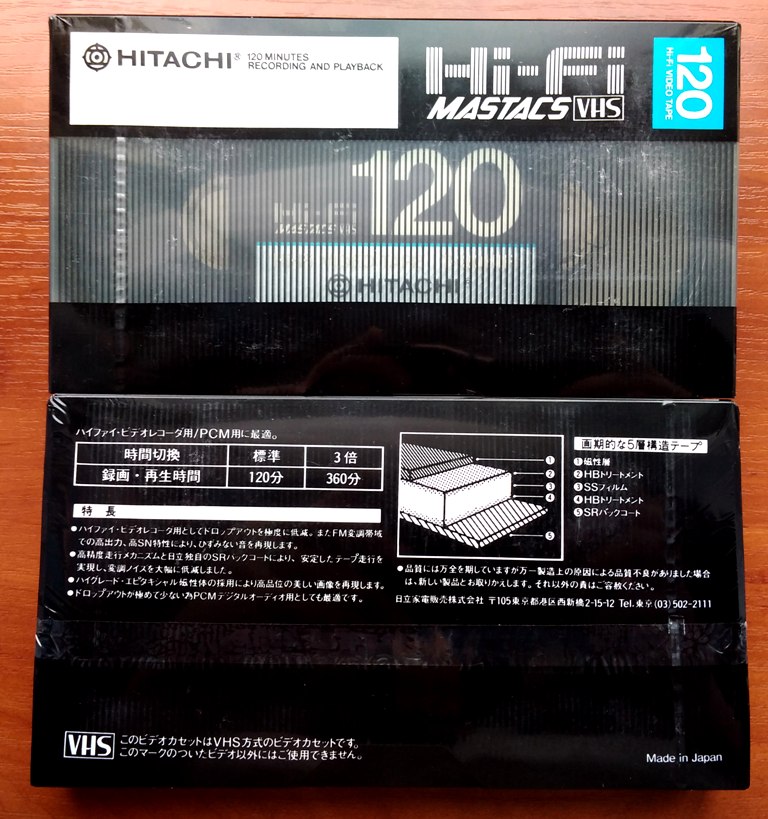 HITACHI® 120 MINUTES
RECORDING AND PLAYBACK
Hi-Fi
MASTACS VHS
120
Hi-Fi VIDEO TAPE
120
Hi-Fi
MASTACS VHS
HITACHI
ハイファイ・ビデオレコーダ用/PCM用に最適。
時間切換 標準 3倍
録画・再生時間 120分 360分
特長
●ハイファイ・ビデオレコーダ用としてドロップアウトを極度に低減。またFM変調帯域
での高出力、高SN特性により、ひずみない音を再現します。
●高精度走行メカニズムと日立独自のSRバックコートにより、安定したテープ走行を
実現し、変調ノイズを大幅に低減しました。
●ハイグレード・エピタキシャル磁性体の採用により高品位の美しい画像を再現します。
●ドロップアウトが極めて少ない為PCMデジタルオーディオ用としても最適です。
①
②
③
④
⑤
画期的な5層構造テープ
①磁性層
②HBトリートメント
③SSフィルム
④HBトリートメント
⑤SRバックコート
●品質には万全を期していますが万一製造上の原因による品質不良がありました場合
は、新しい製品とお取りかえします。それ以外の責はご容赦ください。
日立家電販売株式会社 〒105東京都港区西新橋2-15-12 Tel.東京(03)502-2111
VHS このビデオカセットはVHS方式のビデオカセットです。
このマークのついたビデオ以外にはご使用できません。
Made in Japan